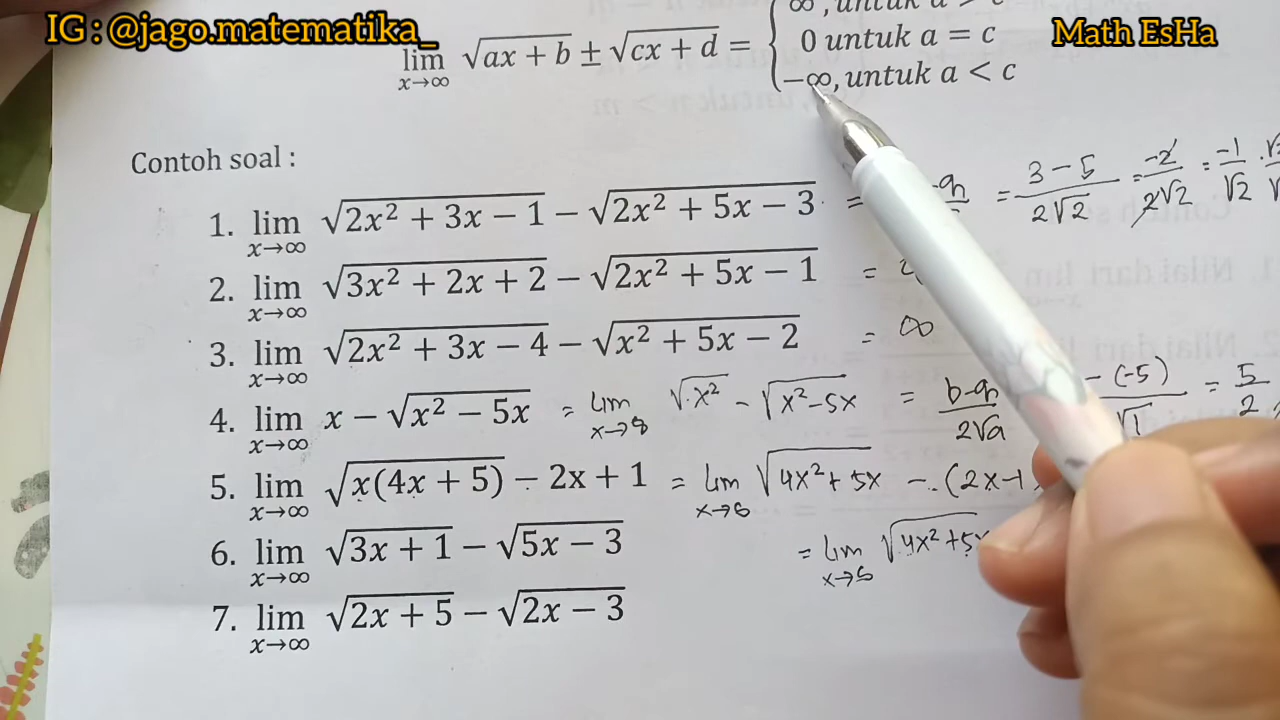 IG : @jago.matematika_
Math EsHa
lim x→∞ √(ax + b) ± √(cx + d) = { ∞, untuk a >
0 untuk a = c
−∞, untuk a < c
Contoh soal :
1. lim x→∞ √(2x² + 3x − 1) − √(2x² + 5x − 3) = = (3 − 5)/(2√2) = −2/(2√2) = −1/√2
2. lim x→∞ √(3x² + 2x + 2) − √(2x² + 5x − 1) =
3. lim x→∞ √(2x² + 3x − 4) − √(x² + 5x − 2) = ∞
4. lim x→∞ x − √(x² − 5x) = lim x→∞ √x² − √(x² − 5x) = (b − q)/(2√a) − (−5) √1 = 5/2
5. lim x→∞ √(x(4x + 5)) − 2x + 1 = lim x→∞ √(4x² + 5x) − (2x − 1
= lim x→∞ √(4x² + 5x
6. lim x→∞ √(3x + 1) − √(5x − 3)
7. lim x→∞ √(2x + 5) − √(2x − 3)